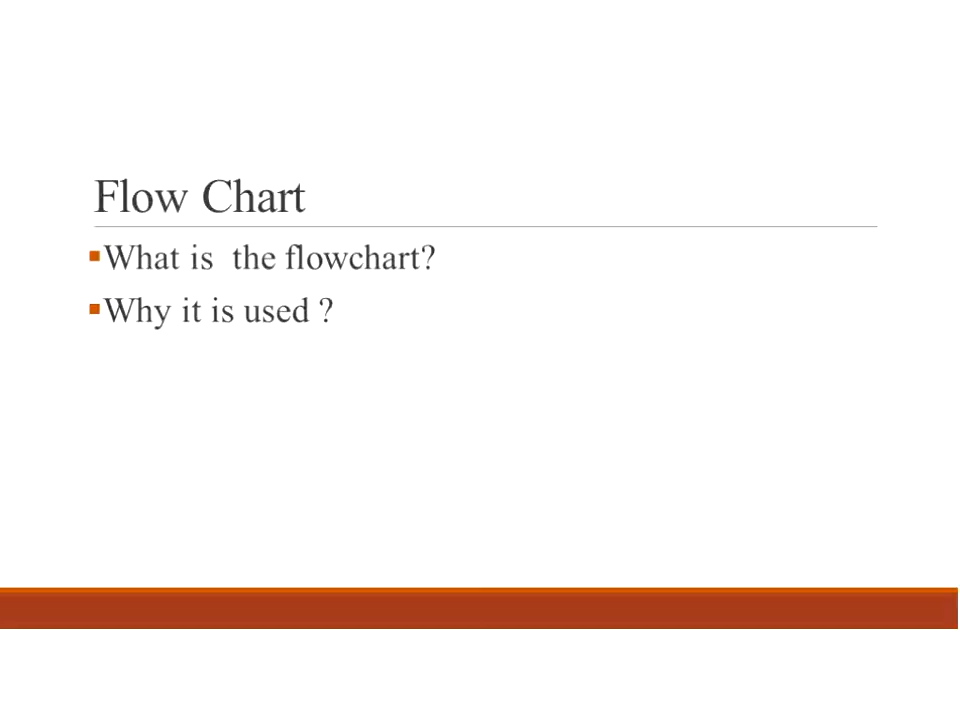 Flow Chart
▪What is  the flowchart?
▪Why it is used ?